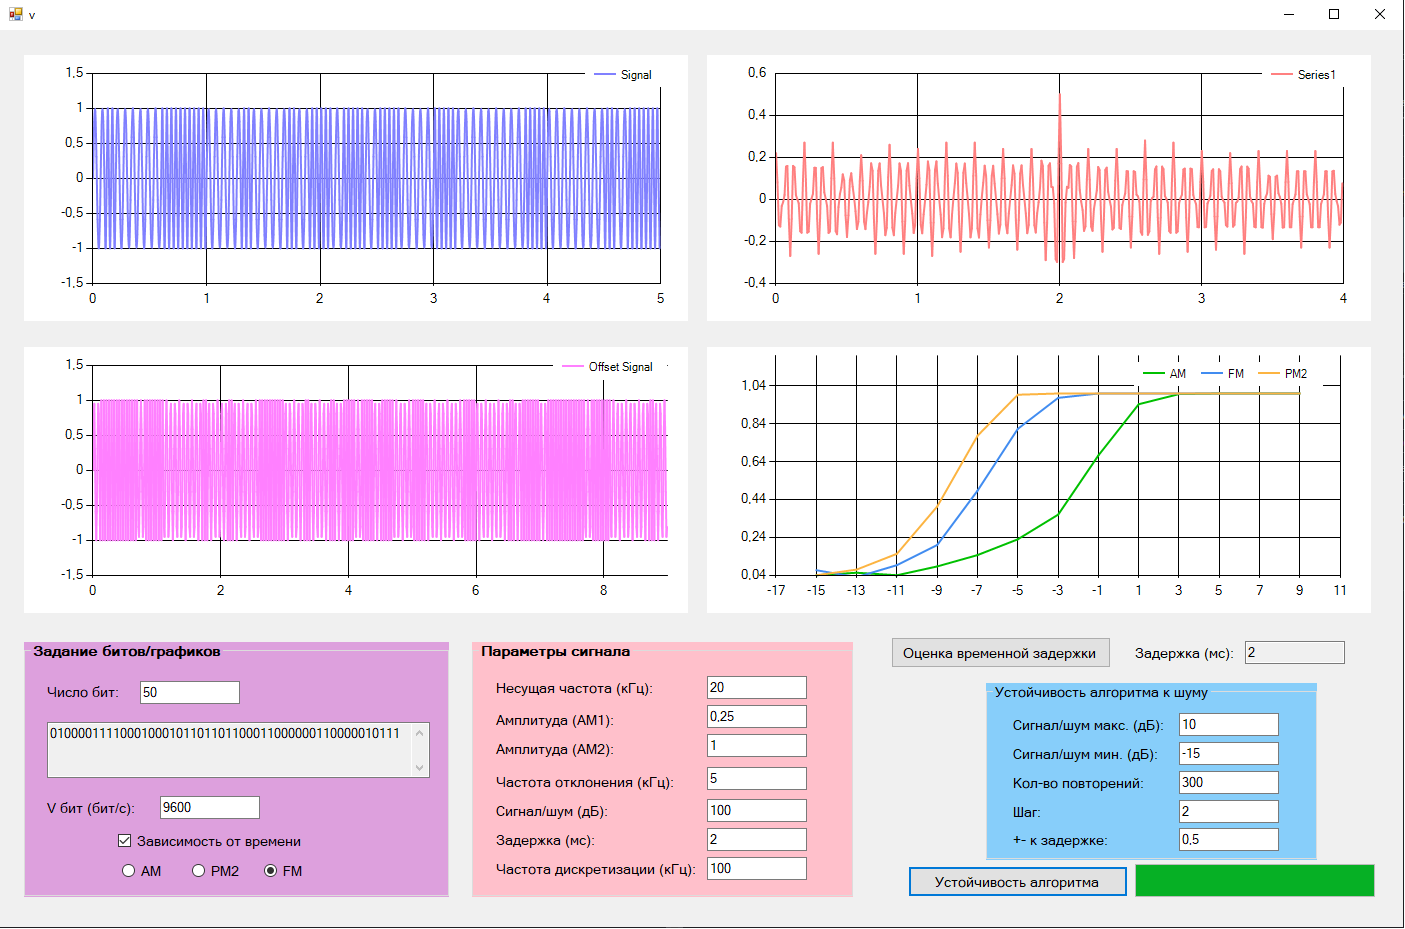 v
1,5
1
0,5
0
-0,5
-1
-1,5
0 1 2 3 4 5
Signal
0,6
0,4
0,2
0
-0,2
-0,4
0 1 2 3 4
Series1
1,5
1
0,5
0
-0,5
-1
-1,5
0 2 4 6 8
Offset Signal
AM FM PM2
1,04
0,84
0,64
0,44
0,24
0,04
-17 -15 -13 -11 -9 -7 -5 -3 -1 1 3 5 7 9 11
Задание битов/графиков
Число бит: 50
01000011110001000101101101100011000000110000010111
V бит (бит/с): 9600
Зависимость от времени
AM PM2 FM
Параметры сигнала
Несущая частота (кГц): 20
Амплитуда (АМ1): 0,25
Амплитуда (АМ2): 1
Частота отклонения (кГц): 5
Сигнал/шум (дБ): 100
Задержка (мс): 2
Частота дискретизации (кГц): 100
Оценка временной задержки
Задержка (мс): 2
Устойчивость алгоритма к шуму
Сигнал/шум макс. (дБ): 10
Сигнал/шум мин. (дБ): -15
Кол-во повторений: 300
Шаг: 2
+- к задержке: 0,5
Устойчивость алгоритма